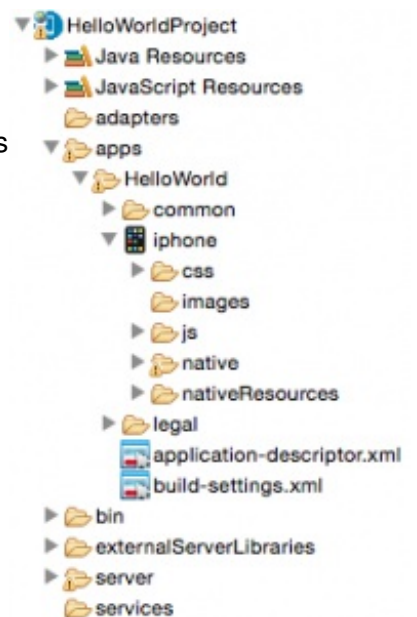 HelloWorldProject
Java Resources
JavaScript Resources
adapters
s
apps
HelloWorld
common
iphone
css
images
js
native
nativeResources
legal
application-descriptor.xml
build-settings.xml
bin
externalServerLibraries
server
services